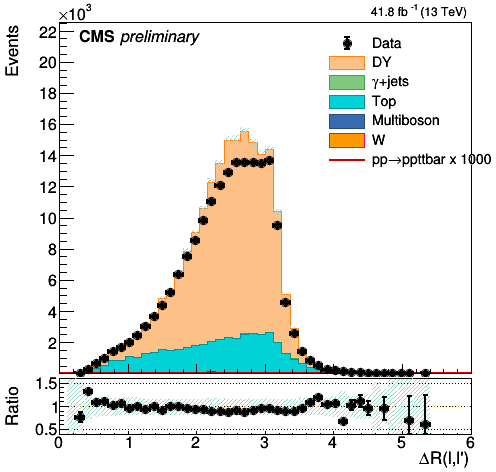 ×10³
41.8 fb⁻¹ (13 TeV)
Events
CMS preliminary
Data
DY
γ+jets
Top
Multiboson
W
pp→ppttbar x 1000
22
20
18
16
14
12
10
8
6
4
2
Ratio
1.5
1
0.5
0 1 2 3 4 5 6
ΔR(l,l')